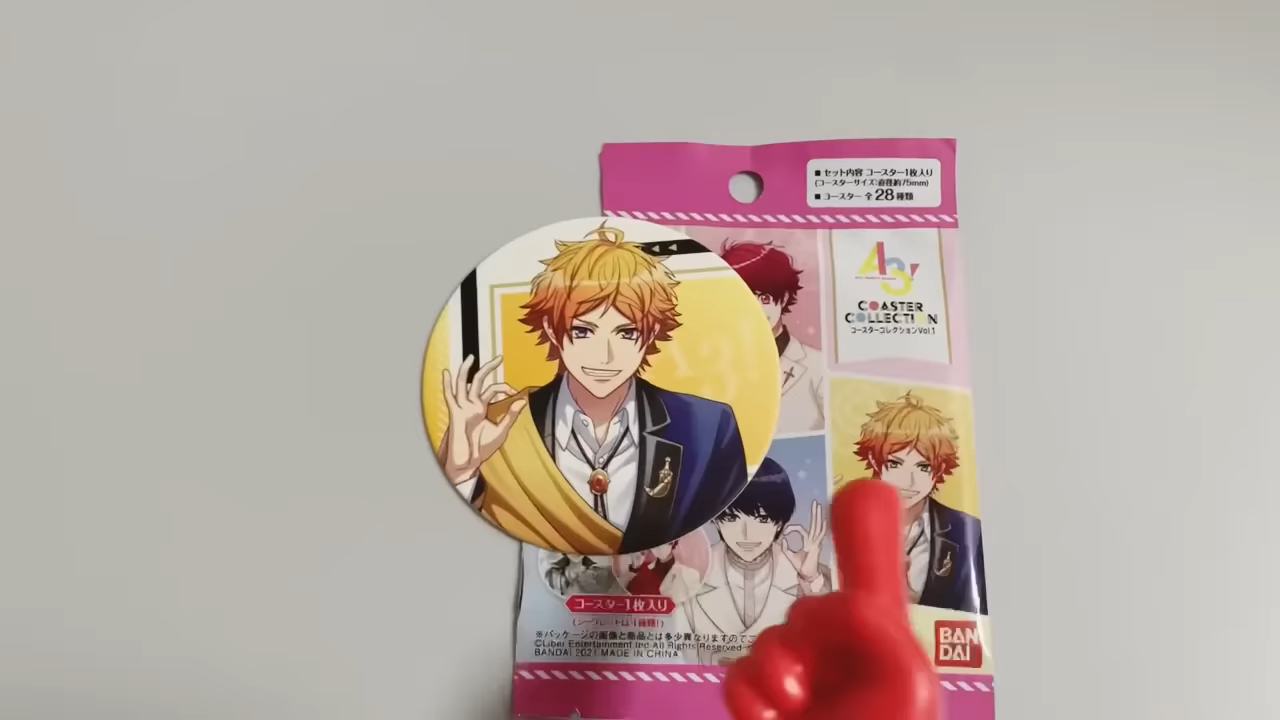 ■ セット内容 コースター1枚入り
(コースターサイズ:直径約75mm)
■ コースター 全28種類
A3!
COASTER
COLLECTION
コースターコレクションVol.1
コースター1枚入り
※パッケージの画像と商品とは多少異なりますのでご
©Liber Entertainment Inc. All Rights Reserved.
BANDAI 2021 MADE IN CHINA
BAN
DAI